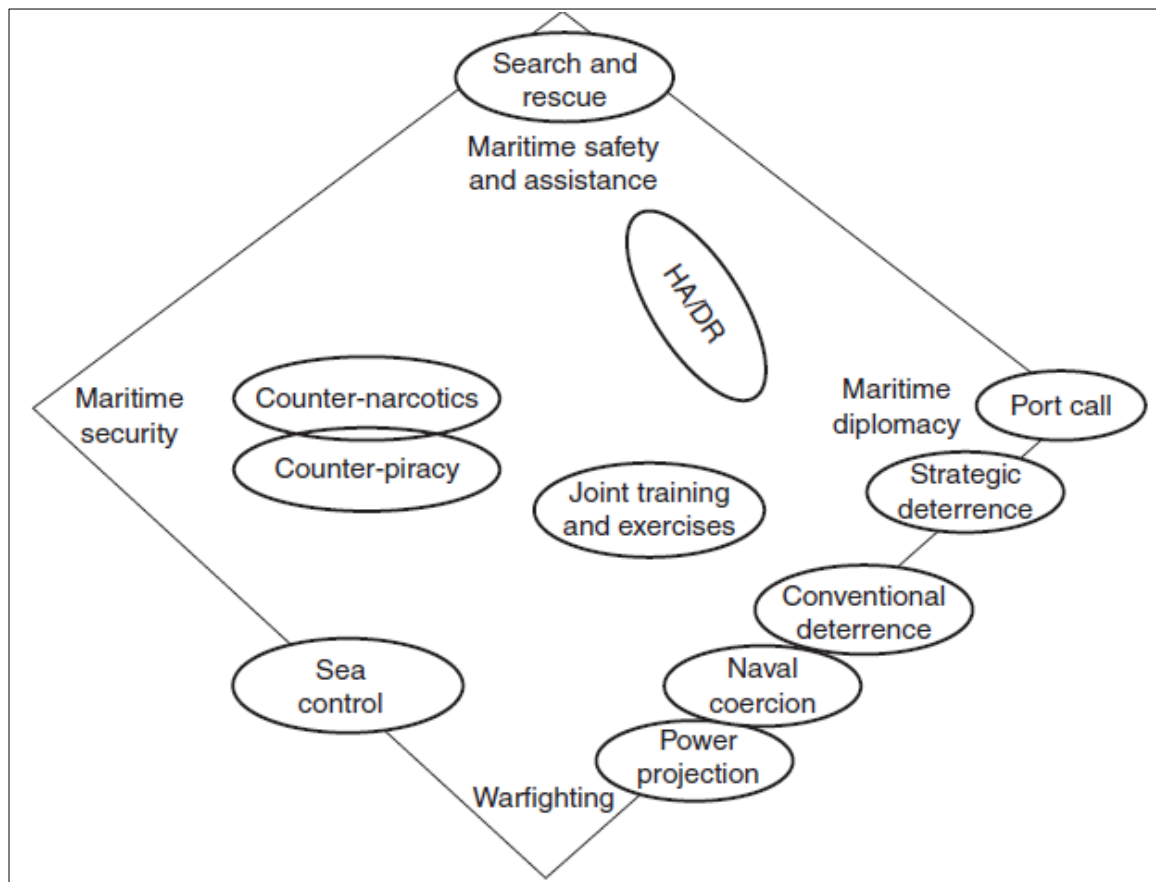 Search and
rescue
Maritime safety
and assistance
HA/DR
Maritime
security
Counter-narcotics
Counter-piracy
Maritime
diplomacy
Port call
Strategic
deterrence
Joint training
and exercises
Conventional
deterrence
Sea
control
Naval
coercion
Power
projection
Warfighting